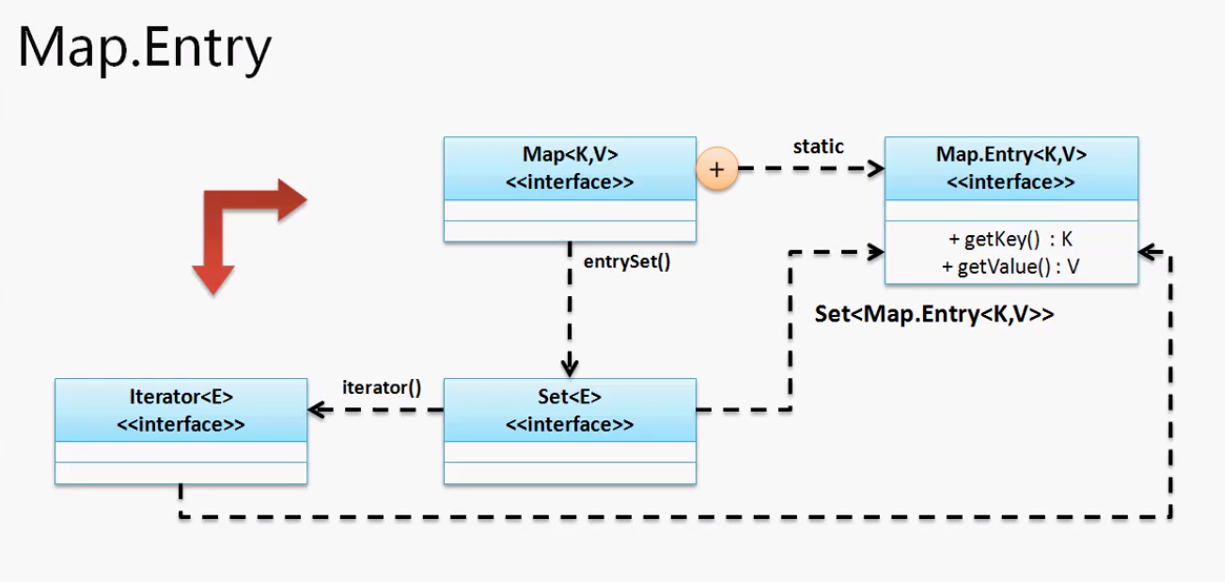 Map.Entry
Map<K,V>
<<interface>>
+
static
Map.Entry<K,V>
<<interface>>
+ getKey() : K
+ getValue() : V
entrySet()
Set<Map.Entry<K,V>>
Iterator<E>
<<interface>>
iterator()
Set<E>
<<interface>>